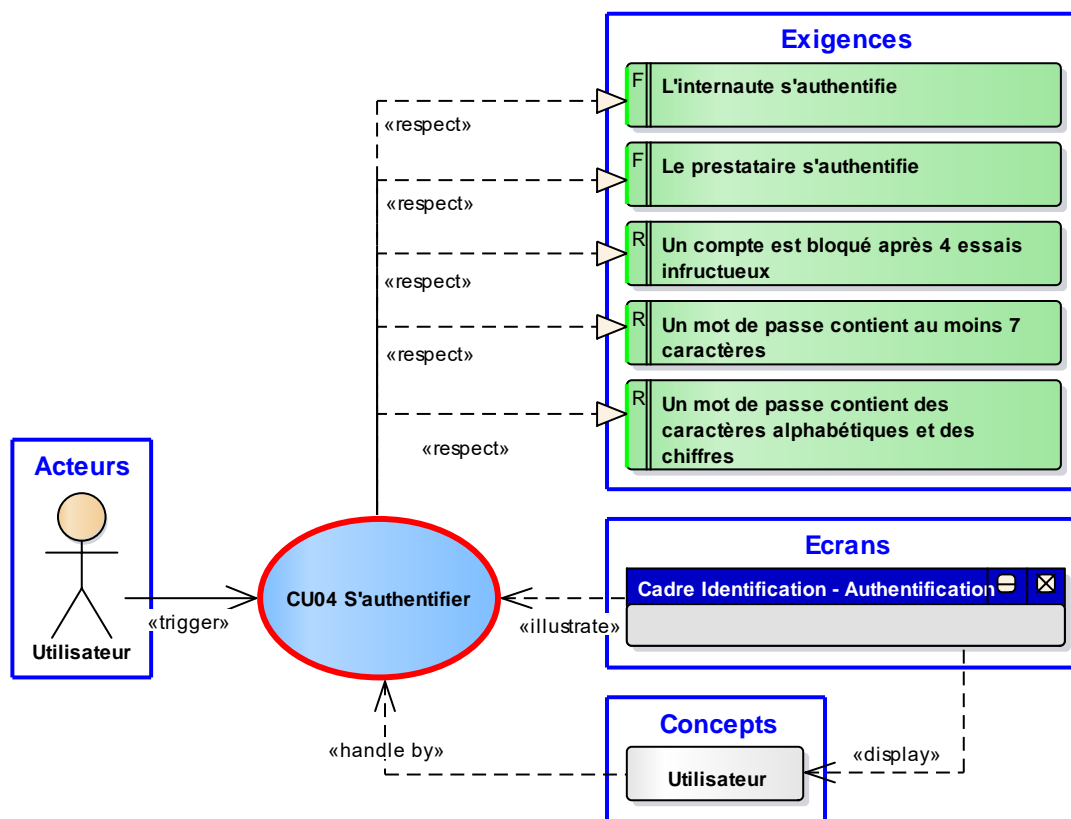 Exigences
F
L'internaute s'authentifie
«respect»
F
Le prestataire s'authentifie
«respect»
R
Un compte est bloqué après 4 essais
infructueux
«respect»
R
Un mot de passe contient au moins 7
caractères
«respect»
R
Un mot de passe contient des
caractères alphabétiques et des
chiffres
«respect»
Acteurs
Utilisateur
«trigger»
CU04 S'authentifier
Ecrans
Cadre Identification - Authentification
«illustrate»
Concepts
Utilisateur
«handle by»
«display»